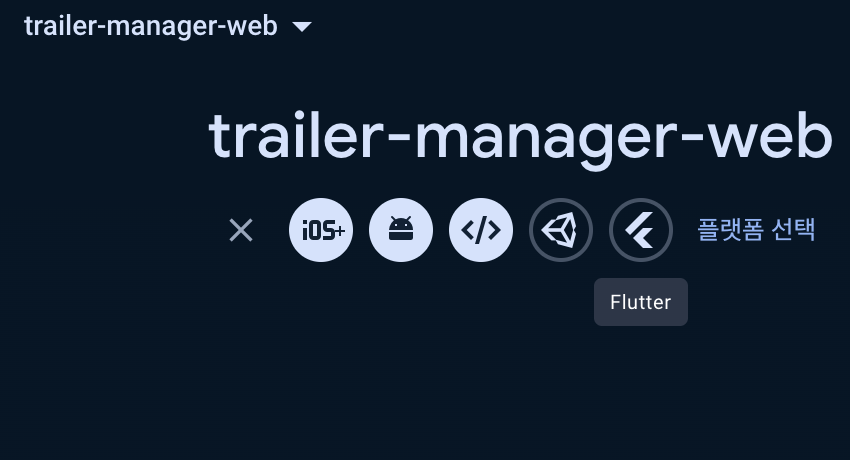 trailer-manager-web
trailer-manager-web
iOS+ </> 플랫폼 선택
Flutter